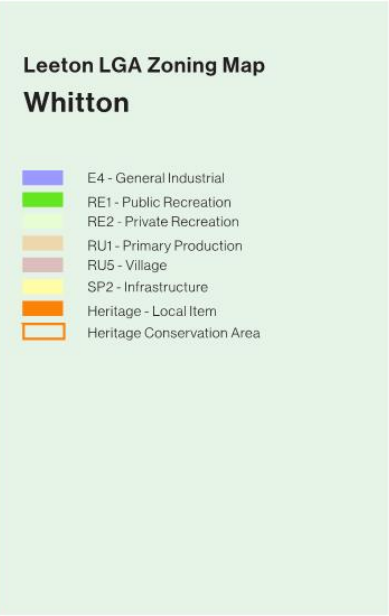 Leeton LGA Zoning Map
Whitton
E4 - General Industrial
RE1 - Public Recreation
RE2 - Private Recreation
RU1 - Primary Production
RU5 - Village
SP2 - Infrastructure
Heritage - Local Item
Heritage Conservation Area